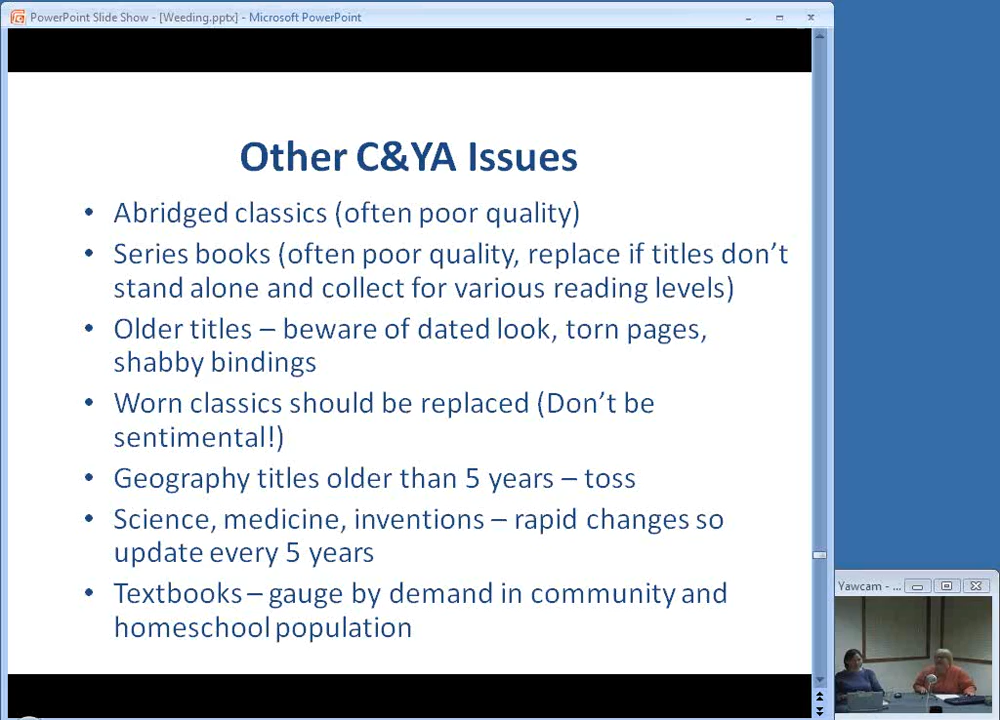 PowerPoint Slide Show - [Weeding.pptx] - Microsoft PowerPoint
Other C&YA Issues
• Abridged classics (often poor quality)
• Series books (often poor quality, replace if titles don’t
stand alone and collect for various reading levels)
• Older titles – beware of dated look, torn pages,
shabby bindings
• Worn classics should be replaced (Don’t be
sentimental!)
• Geography titles older than 5 years – toss
• Science, medicine, inventions – rapid changes so
update every 5 years
• Textbooks – gauge by demand in community and
homeschool population
Yawcam - ...